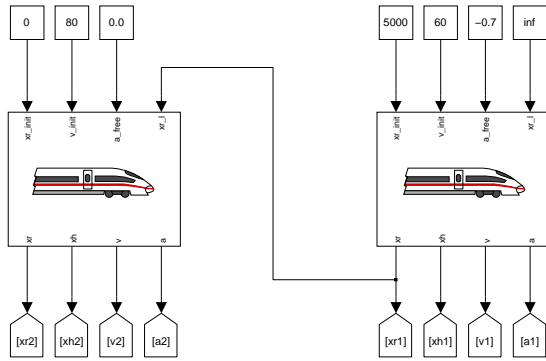 0 80 0.0 5000 60 −0.7 inf
xr_init v_init a_free xr_l xr_init v_init a_free xr_l
xr xh v a xr xh v a
[xr2] [xh2] [v2] [a2] [xr1] [xh1] [v1] [a1]